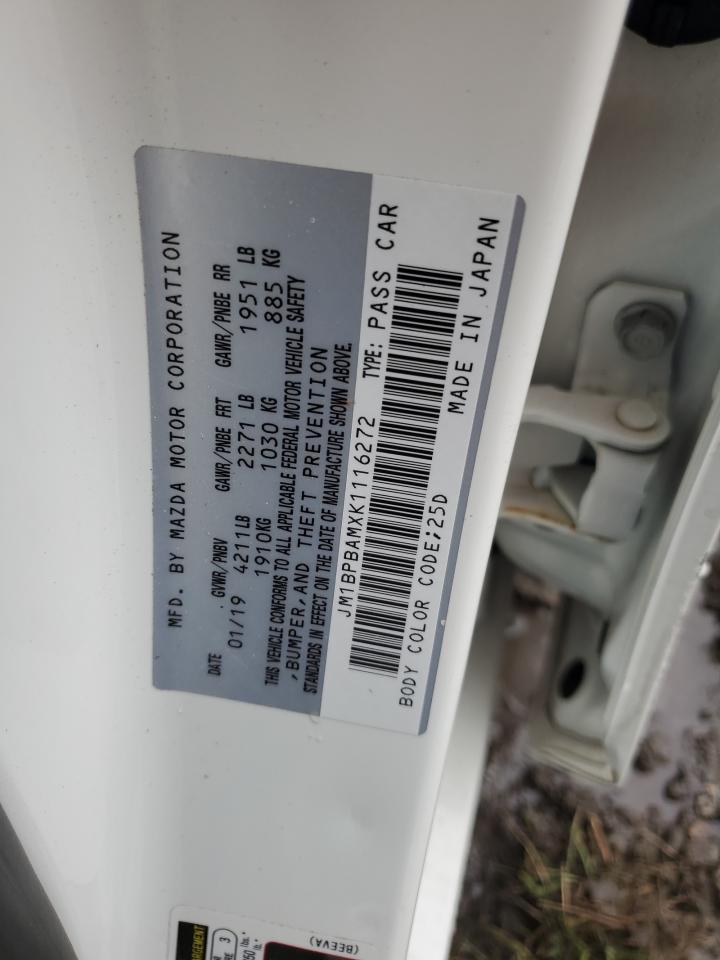 MFD. BY MAZDA MOTOR CORPORATION
DATE GVWR/PNBV GAWR/PNBE FRT GAWR/PNBE RR
01/19 4211LB 2271 LB 1951 LB
1910KG 1030 KG 885 KG
THIS VEHICLE CONFORMS TO ALL APPLICABLE FEDERAL MOTOR VEHICLE SAFETY
,BUMPER,AND THEFT PREVENTION
STANDARDS IN EFFECT ON THE DATE OF MANUFACTURE SHOWN ABOVE.
JM1BPBAMXK1116272 TYPE: PASS CAR
BODY COLOR CODE;25D MADE IN JAPAN
3
(BEEVA)